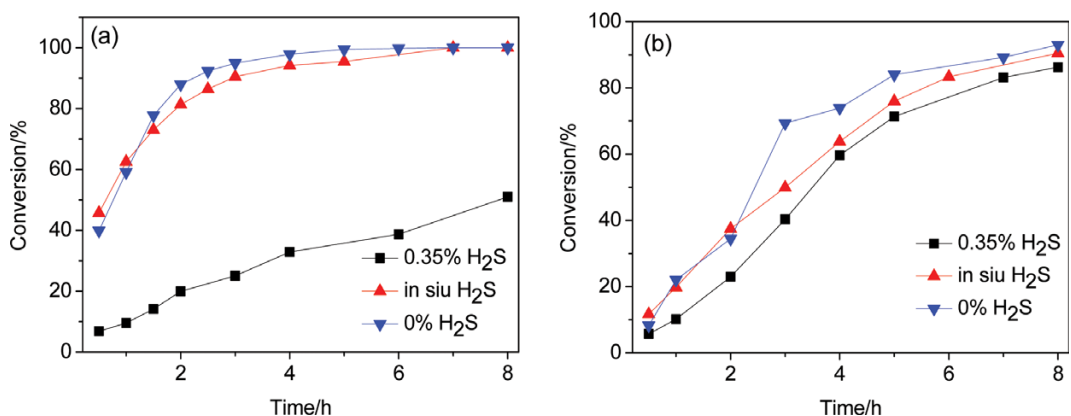 (a)
100
80
60
40
20
0
Conversion/%
0.35% H2S
in siu H2S
0% H2S
2
4
6
8
Time/h
(b)
100
80
60
40
20
0
Conversion/%
0.35% H2S
in siu H2S
0% H2S
2
4
6
8
Time/h